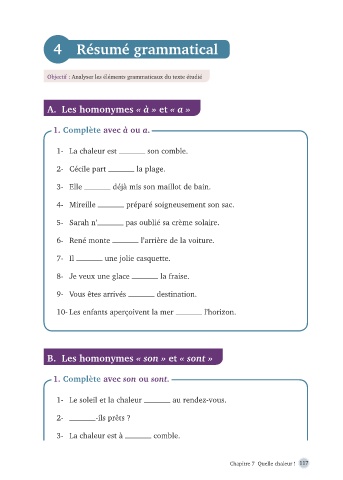 4 Résumé grammatical
Objectif : Analyser les éléments grammaticaux du texte étudié
A. Les homonymes « à » et « a »
1. Complète avec à ou a.
1- La chaleur est ______ son comble.
2- Cécile part ______ la plage.
3- Elle ______ déjà mis son maillot de bain.
4- Mireille ______ préparé soigneusement son sac.
5- Sarah n'______ pas oublié sa crème solaire.
6- René monte ______ l'arrière de la voiture.
7- Il ______ une jolie casquette.
8- Je veux une glace ______ la fraise.
9- Vous êtes arrivés ______ destination.
10- Les enfants aperçoivent la mer ______ l'horizon.
B. Les homonymes « son » et « sont »
1. Complète avec son ou sont.
1- Le soleil et la chaleur ______ au rendez-vous.
2- ______-ils prêts ?
3- La chaleur est à ______ comble.
Chapitre 7 Quelle chaleur ! 117